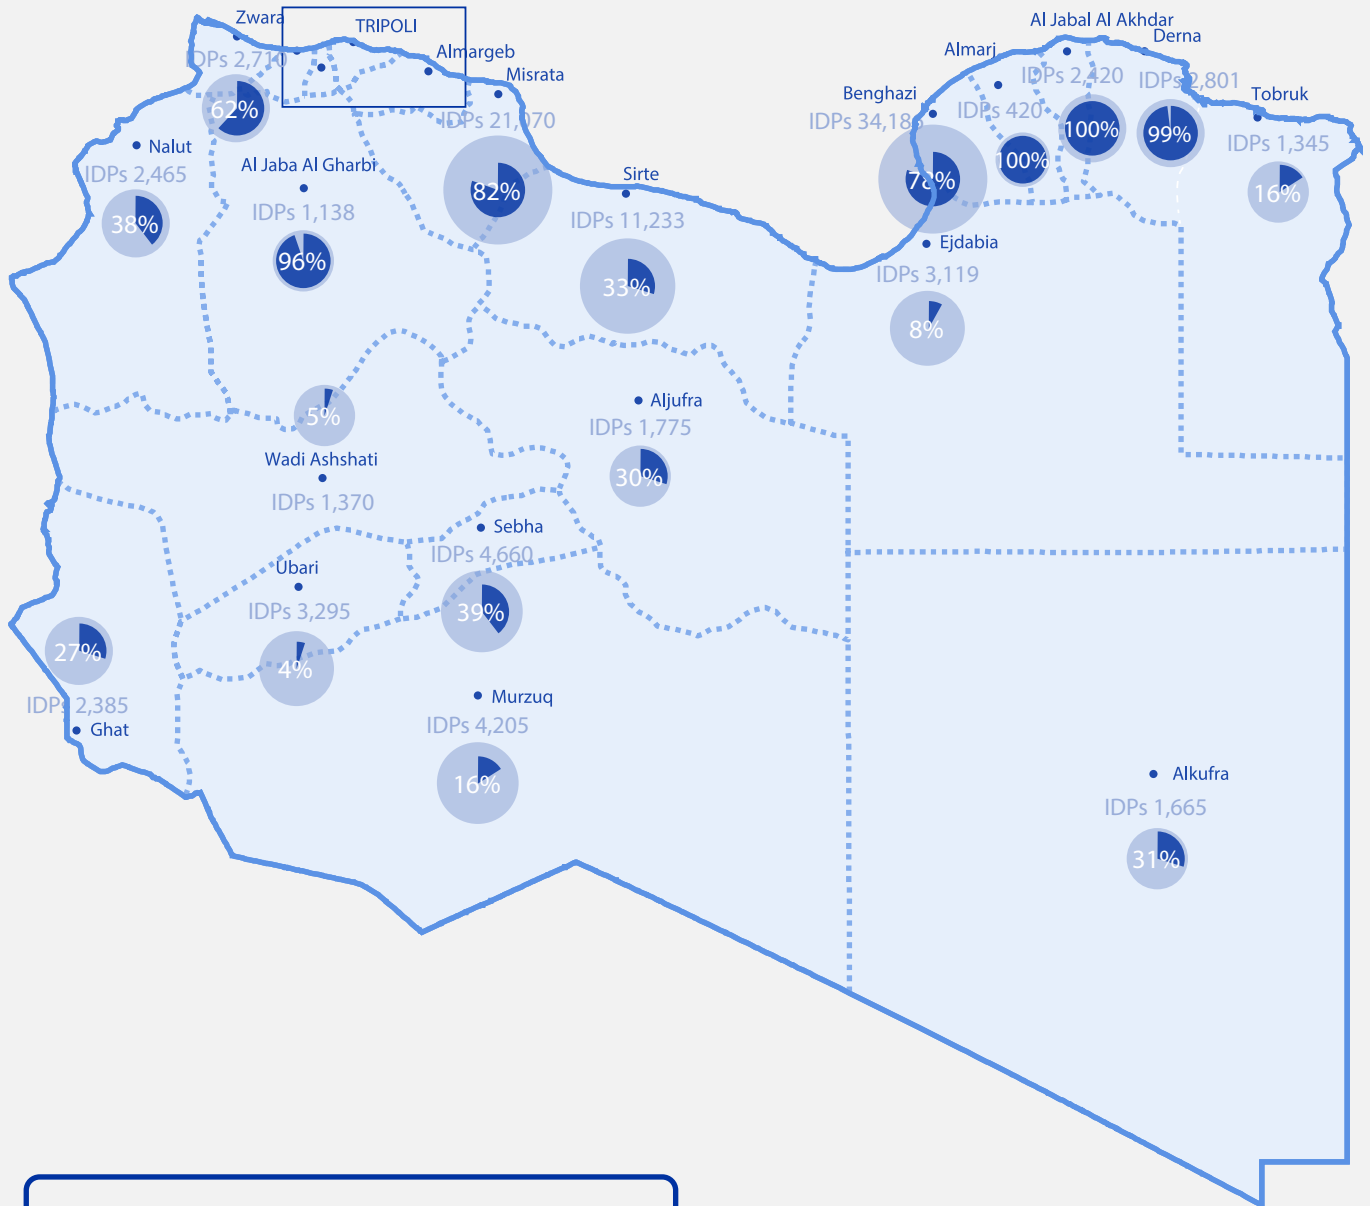 Zwara
TRIPOLI
Al Jabal Al Akhdar
Derna
Almarj
Almargeb
Misrata
IDPs 2,710
IDPs 2,420
IDPs 2,801
Benghazi
Tobruk
62%
IDPs 420
IDPs 21,070
IDPs 34,18
100%
99%
Nalut
IDPs 1,345
Al Jaba Al Gharbi
100%
IDPs 2,465
Sirte
78%
16%
82%
IDPs 1,138
IDPs 11,233
38%
Ejdabia
96%
IDPs 3,119
33%
8%
Aljufra
5%
IDPs 1,775
Wadi Ashshati
30%
IDPs 1,370
Sebha
IDPs 4,660
Ubari
IDPs 3,295
39%
27%
4%
Murzuq
IDPs 2,385
Ghat
IDPs 4,205
16%
Alkufra
IDPs 1,665
31%